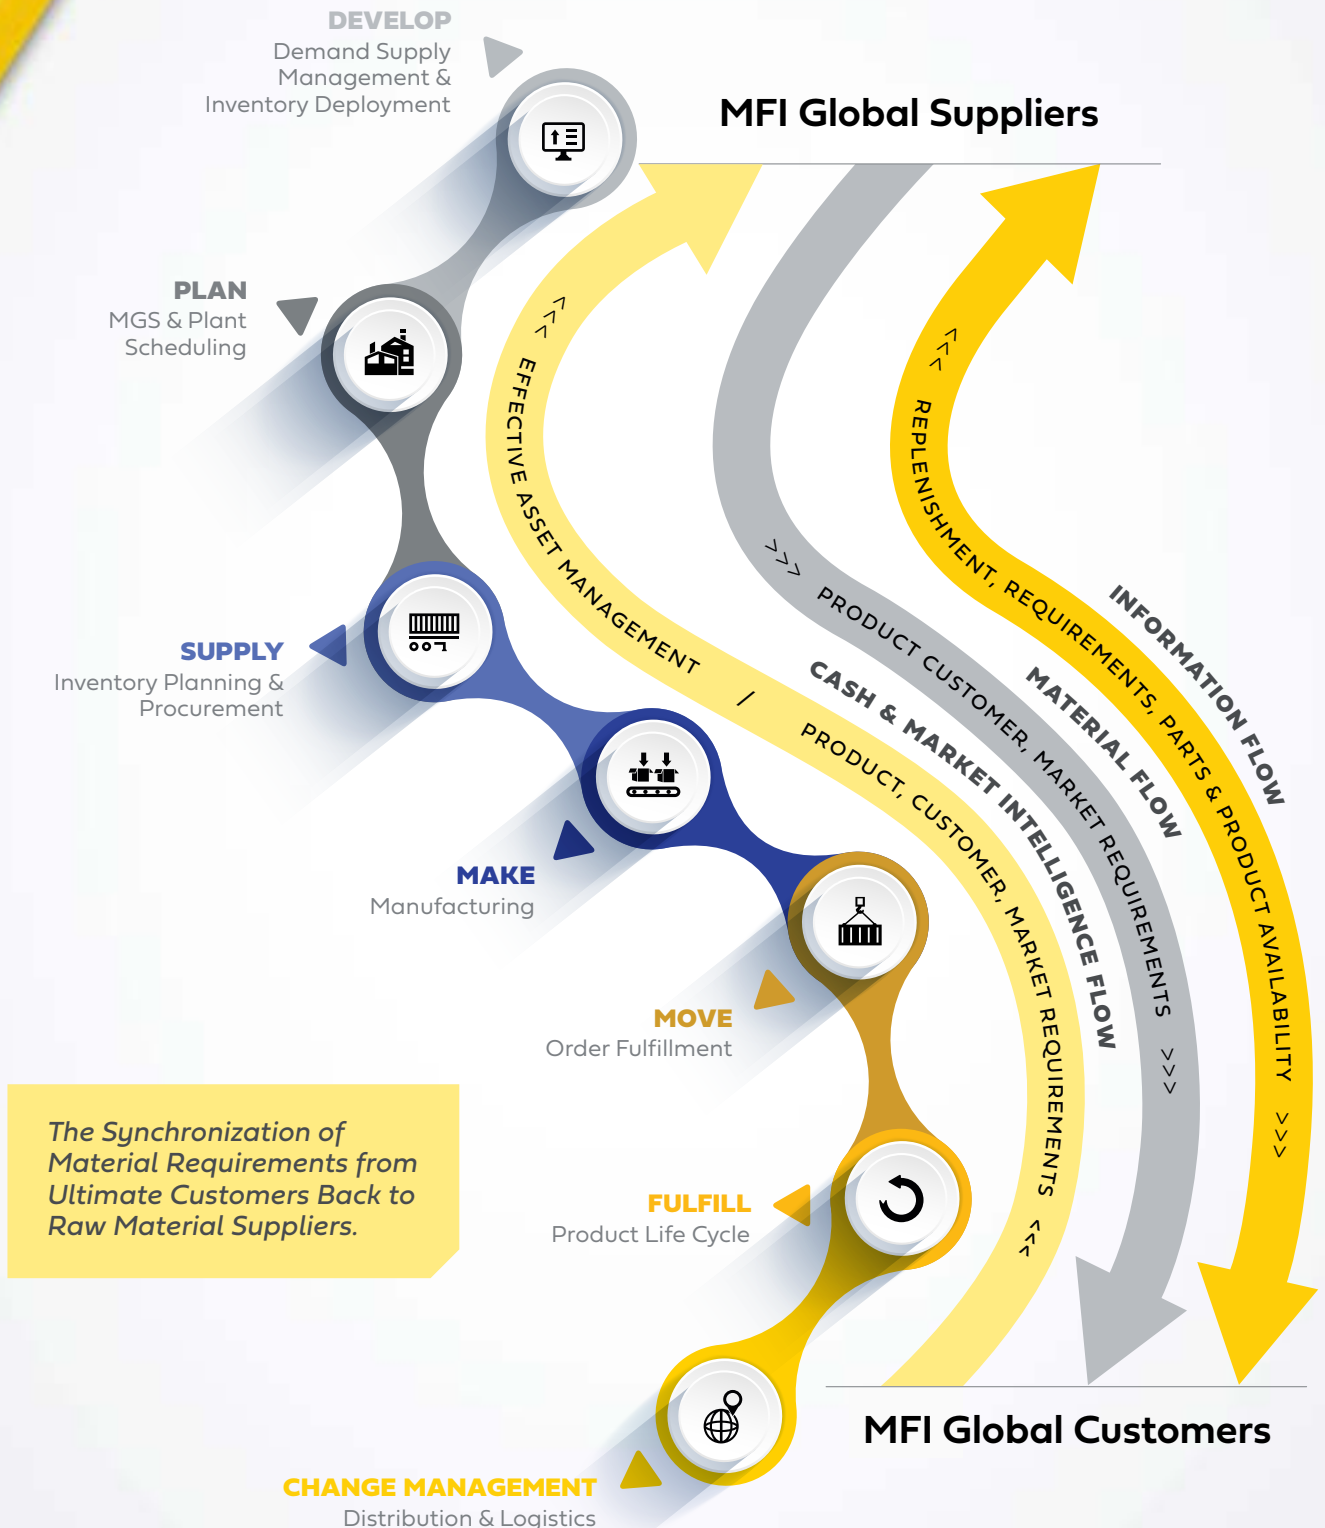 DEVELOP
Demand Supply
Management &
Inventory Deployment
MFI Global Suppliers
PLAN
MGS & Plant
Scheduling
SUPPLY
Inventory Planning &
Procurement
MAKE
Manufacturing
MOVE
Order Fulfillment
FULFILL
Product Life Cycle
CHANGE MANAGEMENT
Distribution & Logistics
The Synchronization of
Material Requirements from
Ultimate Customers Back to
Raw Material Suppliers.
<<< EFFECTIVE ASSET MANAGEMENT / PRODUCT, CUSTOMER, MARKET REQUIREMENTS <<<
CASH & MARKET INTELLIGENCE FLOW
>>> PRODUCT CUSTOMER, MARKET REQUIREMENTS >>>
MATERIAL FLOW
<<< REPLENISHMENT, REQUIREMENTS, PARTS & PRODUCT AVAILABILITY >>>
INFORMATION FLOW
MFI Global Customers